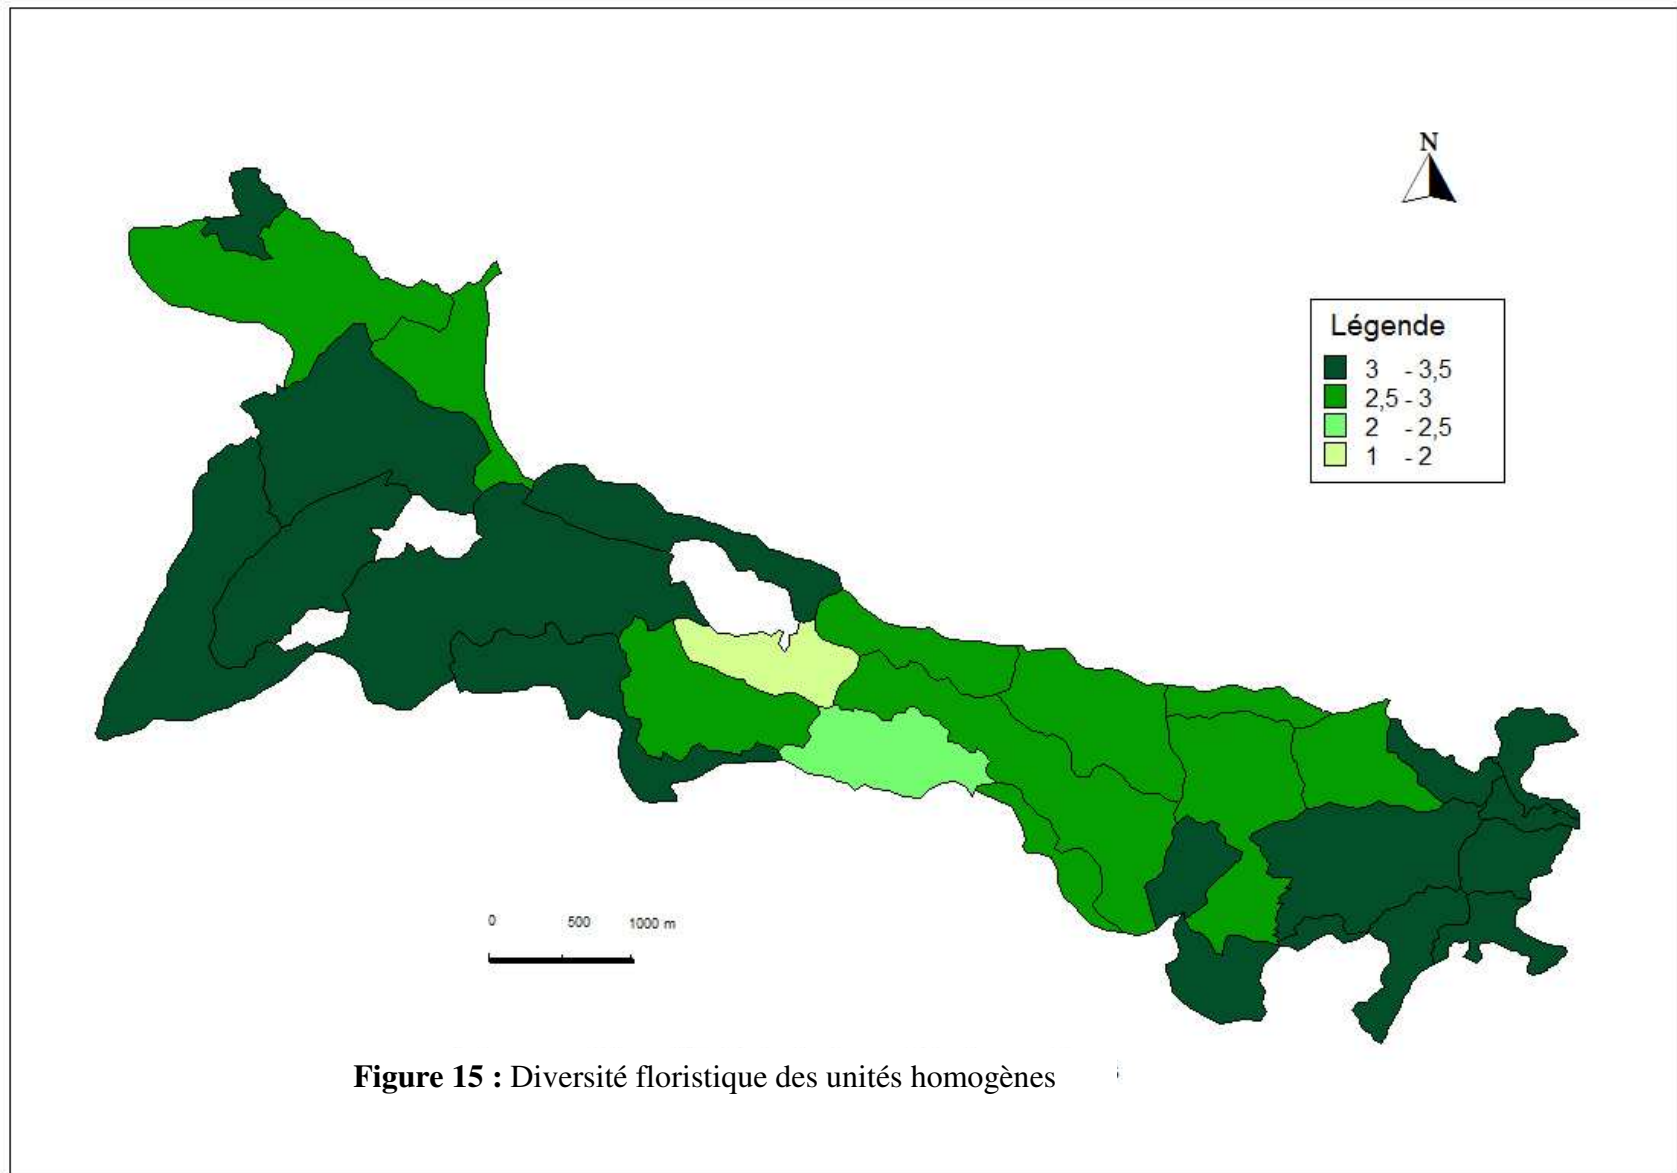 N
Légende
3 - 3,5
2,5 - 3
2 - 2,5
1 - 2
0 500 1000 m
Figure 15 : Diversité floristique des unités homogènes